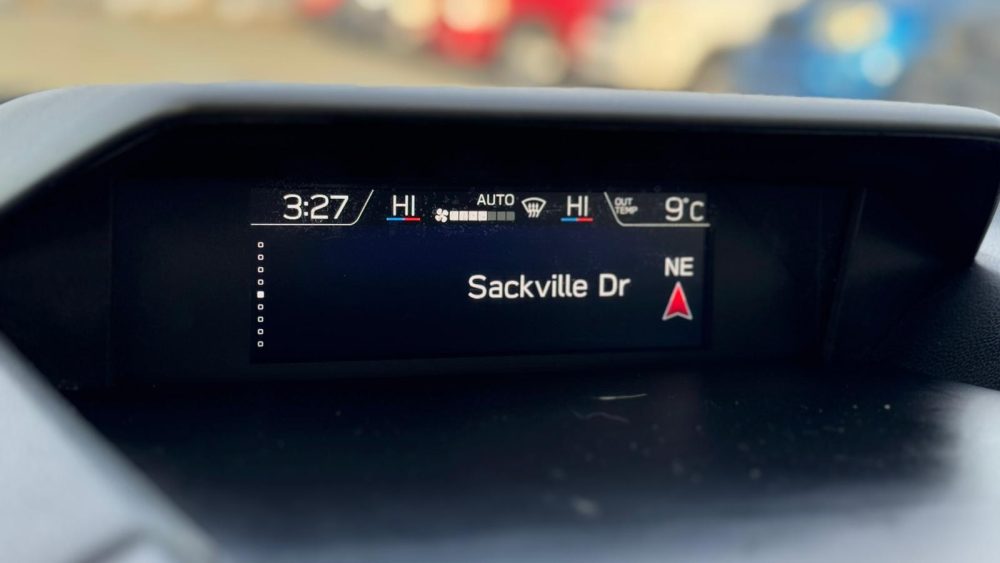 3:27 HI AUTO HI OUT TEMP 9°C
NE
Sackville Dr